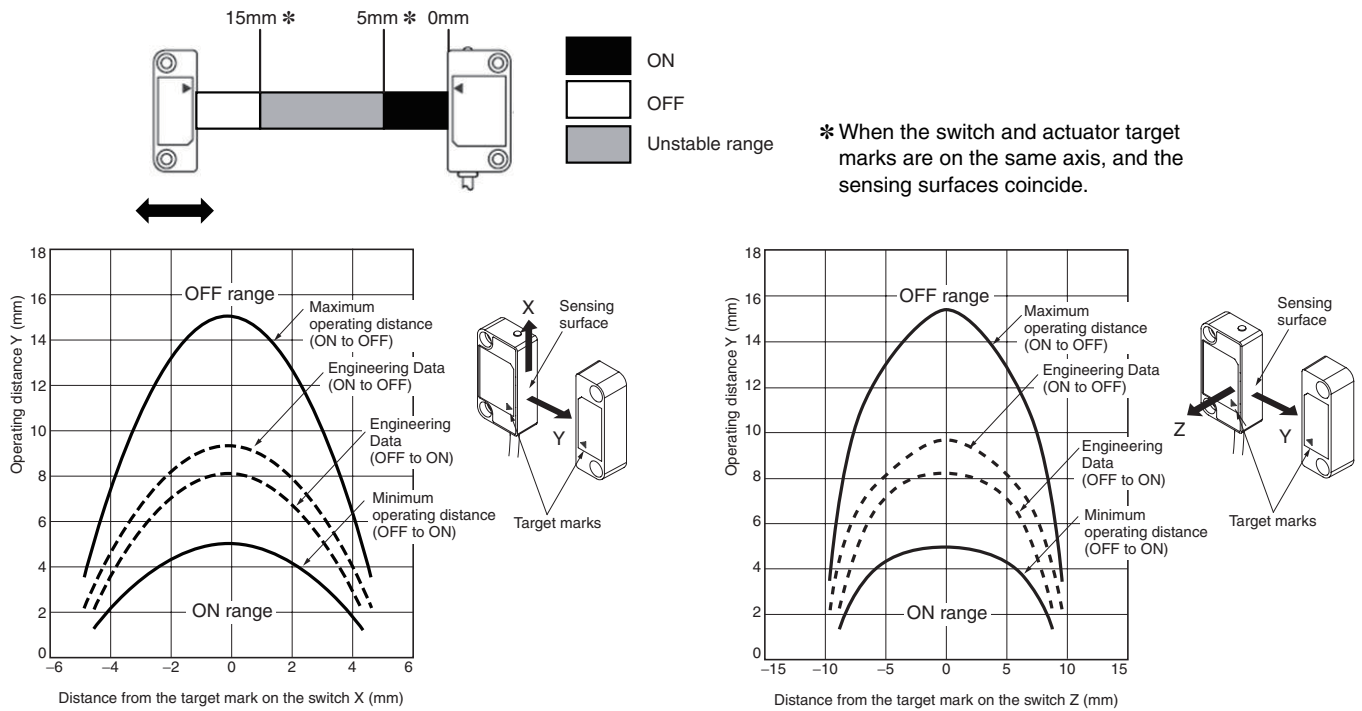 15mm ✻ 5mm ✻ 0mm
ON
OFF
Unstable range
✻ When the switch and actuator target
marks are on the same axis, and the
sensing surfaces coincide.
18
16
14
12
10
8
6
4
2
0
Operating distance Y (mm)
OFF range
Maximum
operating distance
(ON to OFF)
Engineering Data
(ON to OFF)
Engineering
Data
(OFF to ON)
Minimum
operating distance
(OFF to ON)
ON range
−6 −4 −2 0 2 4 6
Distance from the target mark on the switch X (mm)
X
Sensing
surface
Y
Target marks
18
16
14
12
10
8
6
4
2
0
Operating distance Y (mm)
OFF range
Maximum
operating distance
(ON to OFF)
Engineering Data
(ON to OFF)
Engineering
Data
(OFF to ON)
Minimum
operating distance
(OFF to ON)
ON range
−15 −10 −5 0 5 10 15
Distance from the target mark on the switch Z (mm)
Sensing
surface
Z
Y
Target marks